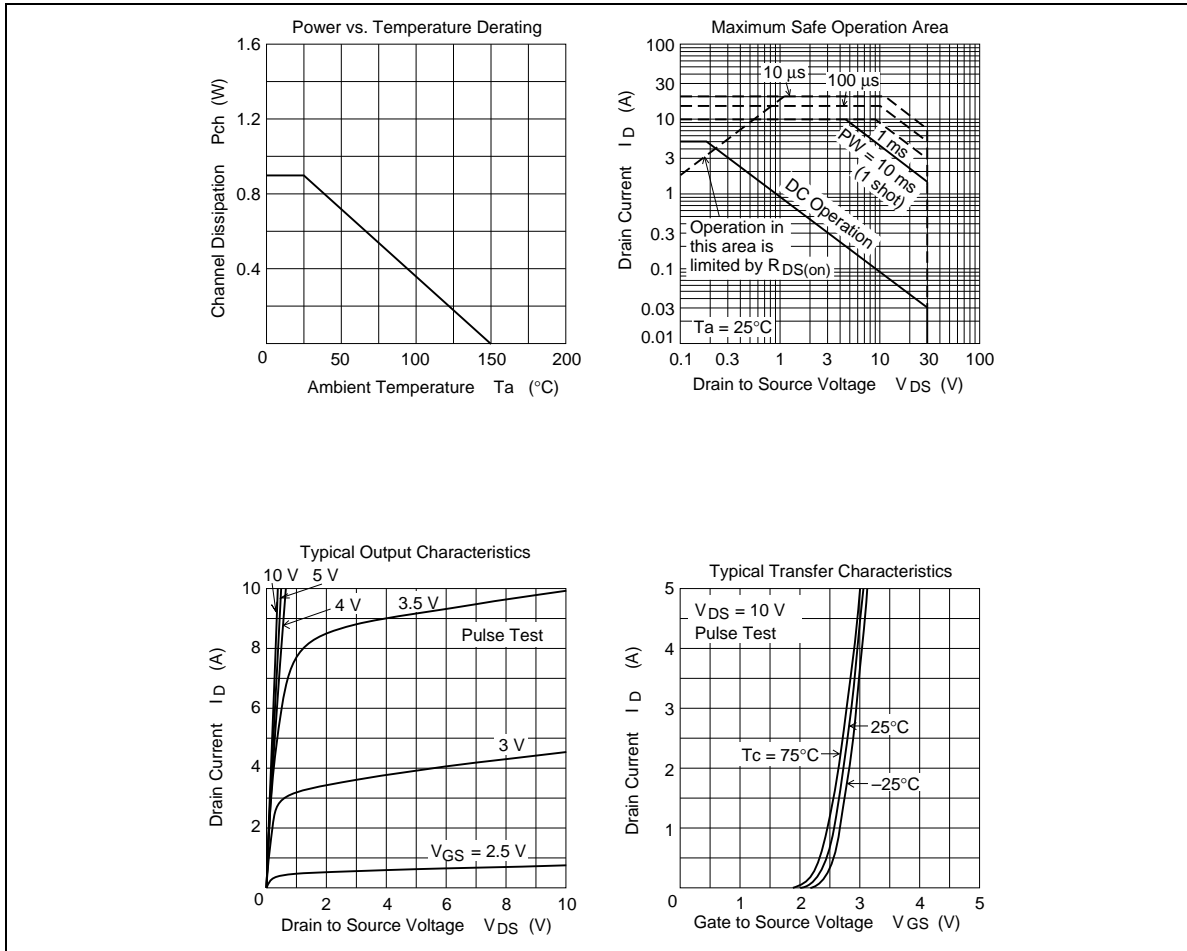 Power vs. Temperature Derating
1.6
1.2
0.8
0.4
0
50
100
150
200
Channel Dissipation Pch (W)
Ambient Temperature Ta (°C)
Maximum Safe Operation Area
100
30
10
3
1
0.3
0.1
0.03
0.01
0.1
0.3
1
3
10
30
100
Drain Current I D (A)
Drain to Source Voltage V DS (V)
10 µs
100 µs
1 ms
PW = 10 ms
(1 shot)
DC Operation
Operation in
this area is
limited by R DS(on)
Ta = 25°C
Typical Output Characteristics
10 V
5 V
4 V
3.5 V
Pulse Test
3 V
V GS = 2.5 V
10
8
6
4
2
0
2
4
6
8
10
Drain Current I D (A)
Drain to Source Voltage V DS (V)
Typical Transfer Characteristics
V DS = 10 V
Pulse Test
25°C
Tc = 75°C
–25°C
5
4
3
2
1
0
1
2
3
4
5
Drain Current I D (A)
Gate to Source Voltage V GS (V)